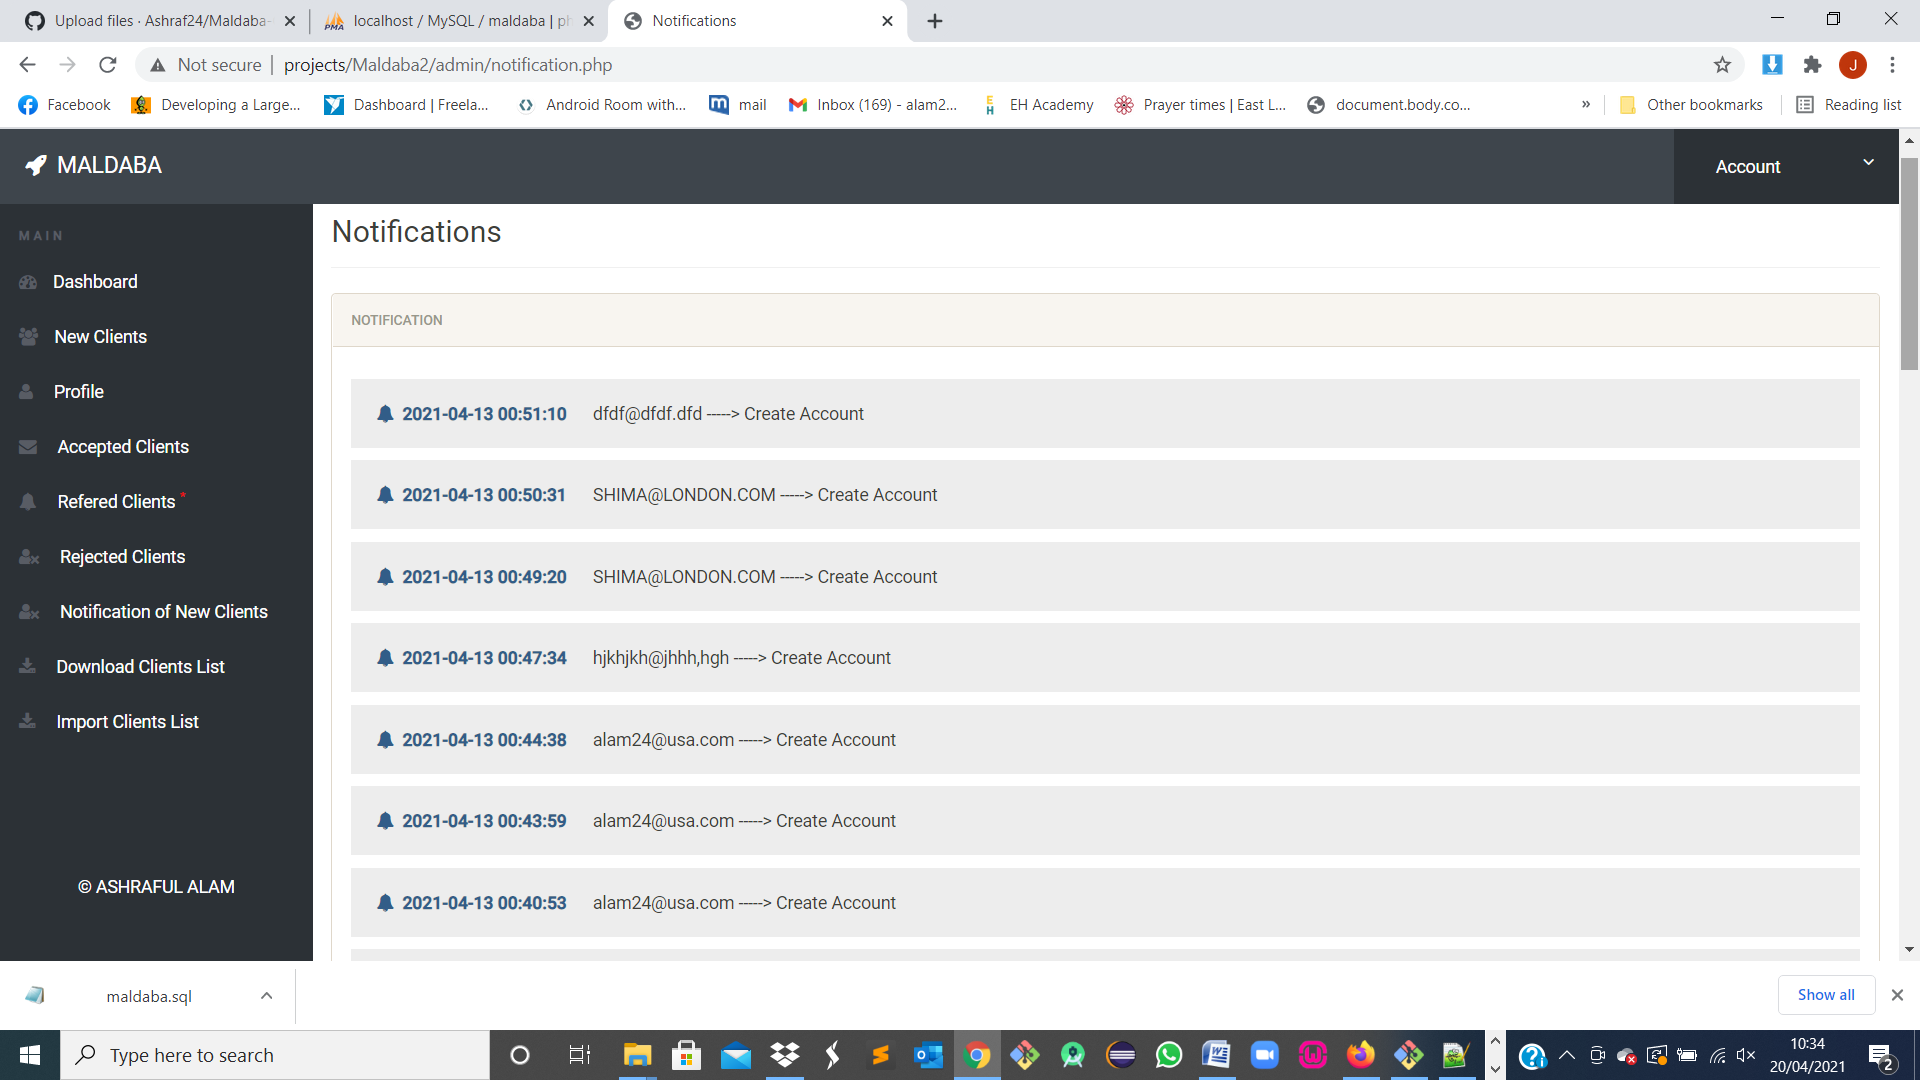 Upload files · Ashraf24/Maldaba-
localhost / MySQL / maldaba | ph
Notifications
Not secure
projects/Maldaba2/admin/notification.php
J
Facebook
Developing a Large...
Dashboard | Freela...
Android Room with...
mail
Inbox (169) - alam2...
EH Academy
Prayer times | East L...
document.body.co...
»
Other bookmarks
Reading list
MALDABA
Account
MAIN
Dashboard
New Clients
Profile
Accepted Clients
Refered Clients *
Rejected Clients
Notification of New Clients
Download Clients List
Import Clients List
© ASHRAFUL ALAM
Notifications
NOTIFICATION
2021-04-13 00:51:10 dfdf@dfdf.dfd -----> Create Account
2021-04-13 00:50:31 SHIMA@LONDON.COM -----> Create Account
2021-04-13 00:49:20 SHIMA@LONDON.COM -----> Create Account
2021-04-13 00:47:34 hjkhjkh@jhhh,hgh -----> Create Account
2021-04-13 00:44:38 alam24@usa.com -----> Create Account
2021-04-13 00:43:59 alam24@usa.com -----> Create Account
2021-04-13 00:40:53 alam24@usa.com -----> Create Account
maldaba.sql
Show all
Type here to search
10:34
20/04/2021
2